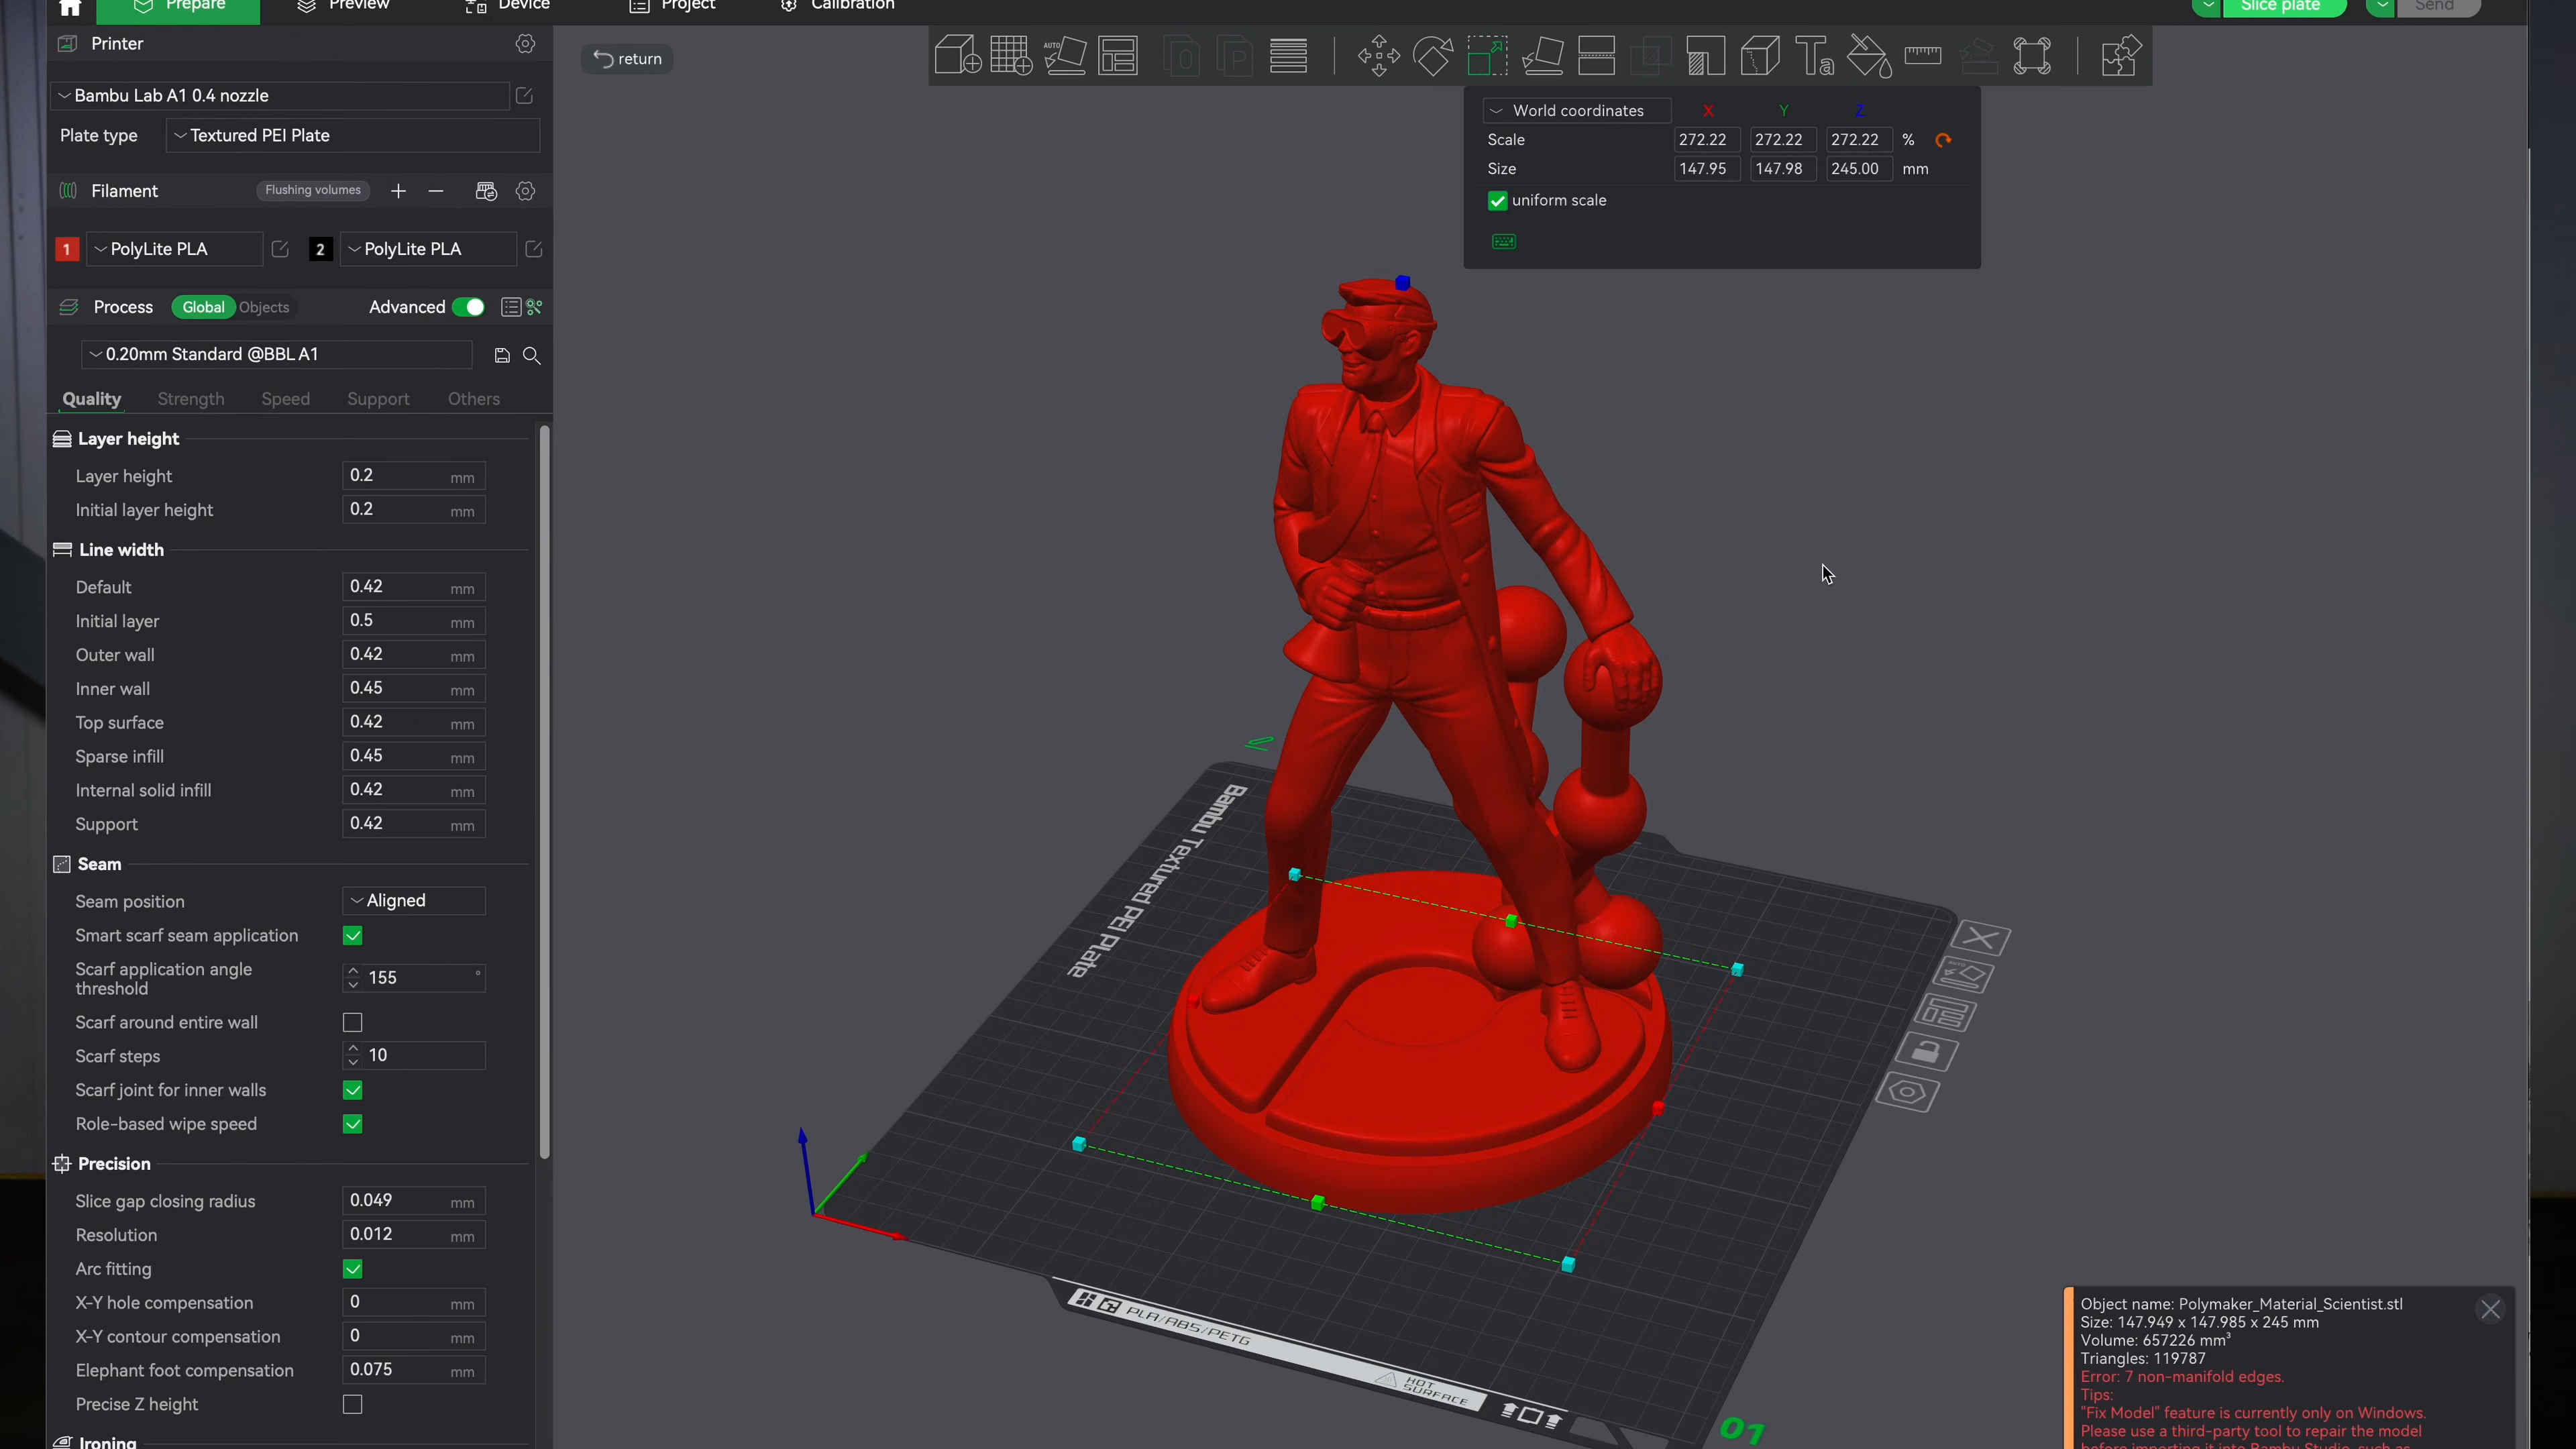 Prepare
Preview
Device
Project
Calibration
Slice plate
Send
Printer
return
Bambu Lab A1 0.4 nozzle
Plate type
Textured PEI Plate
Filament
Flushing volumes
1
PolyLite PLA
2
PolyLite PLA
Process
Global
Objects
Advanced
0.20mm Standard @BBL A1
Quality
Strength
Speed
Support
Others
Layer height
Layer height
0.2
mm
Initial layer height
0.2
mm
Line width
Default
0.42
mm
Initial layer
0.5
mm
Outer wall
0.42
mm
Inner wall
0.45
mm
Top surface
0.42
mm
Sparse infill
0.45
mm
Internal solid infill
0.42
mm
Support
0.42
mm
Seam
Seam position
Aligned
Smart scarf seam application
Scarf application angle
threshold
155
°
Scarf around entire wall
Scarf steps
10
Scarf joint for inner walls
Role-based wipe speed
Precision
Slice gap closing radius
0.049
mm
Resolution
0.012
mm
Arc fitting
X-Y hole compensation
0
mm
X-Y contour compensation
0
mm
Elephant foot compensation
0.075
mm
Precise Z height
Ironing
AUTO
World coordinates
X
Y
Z
Scale
272.22
272.22
272.22
%
Size
147.95
147.98
245.00
mm
uniform scale
Bambu Textured PEI Plate
PLA/ABS/PETG
HOT
SURFACE
01
Object name: Polymaker_Material_Scientist.stl
Size: 147.949 x 147.985 x 245 mm
Volume: 657226 mm³
Triangles: 119787
Error: 7 non-manifold edges.
Tips:
"Fix Model" feature is currently only on Windows.
Please use a third-party tool to repair the model
before importing it into Bambu Studio, such as